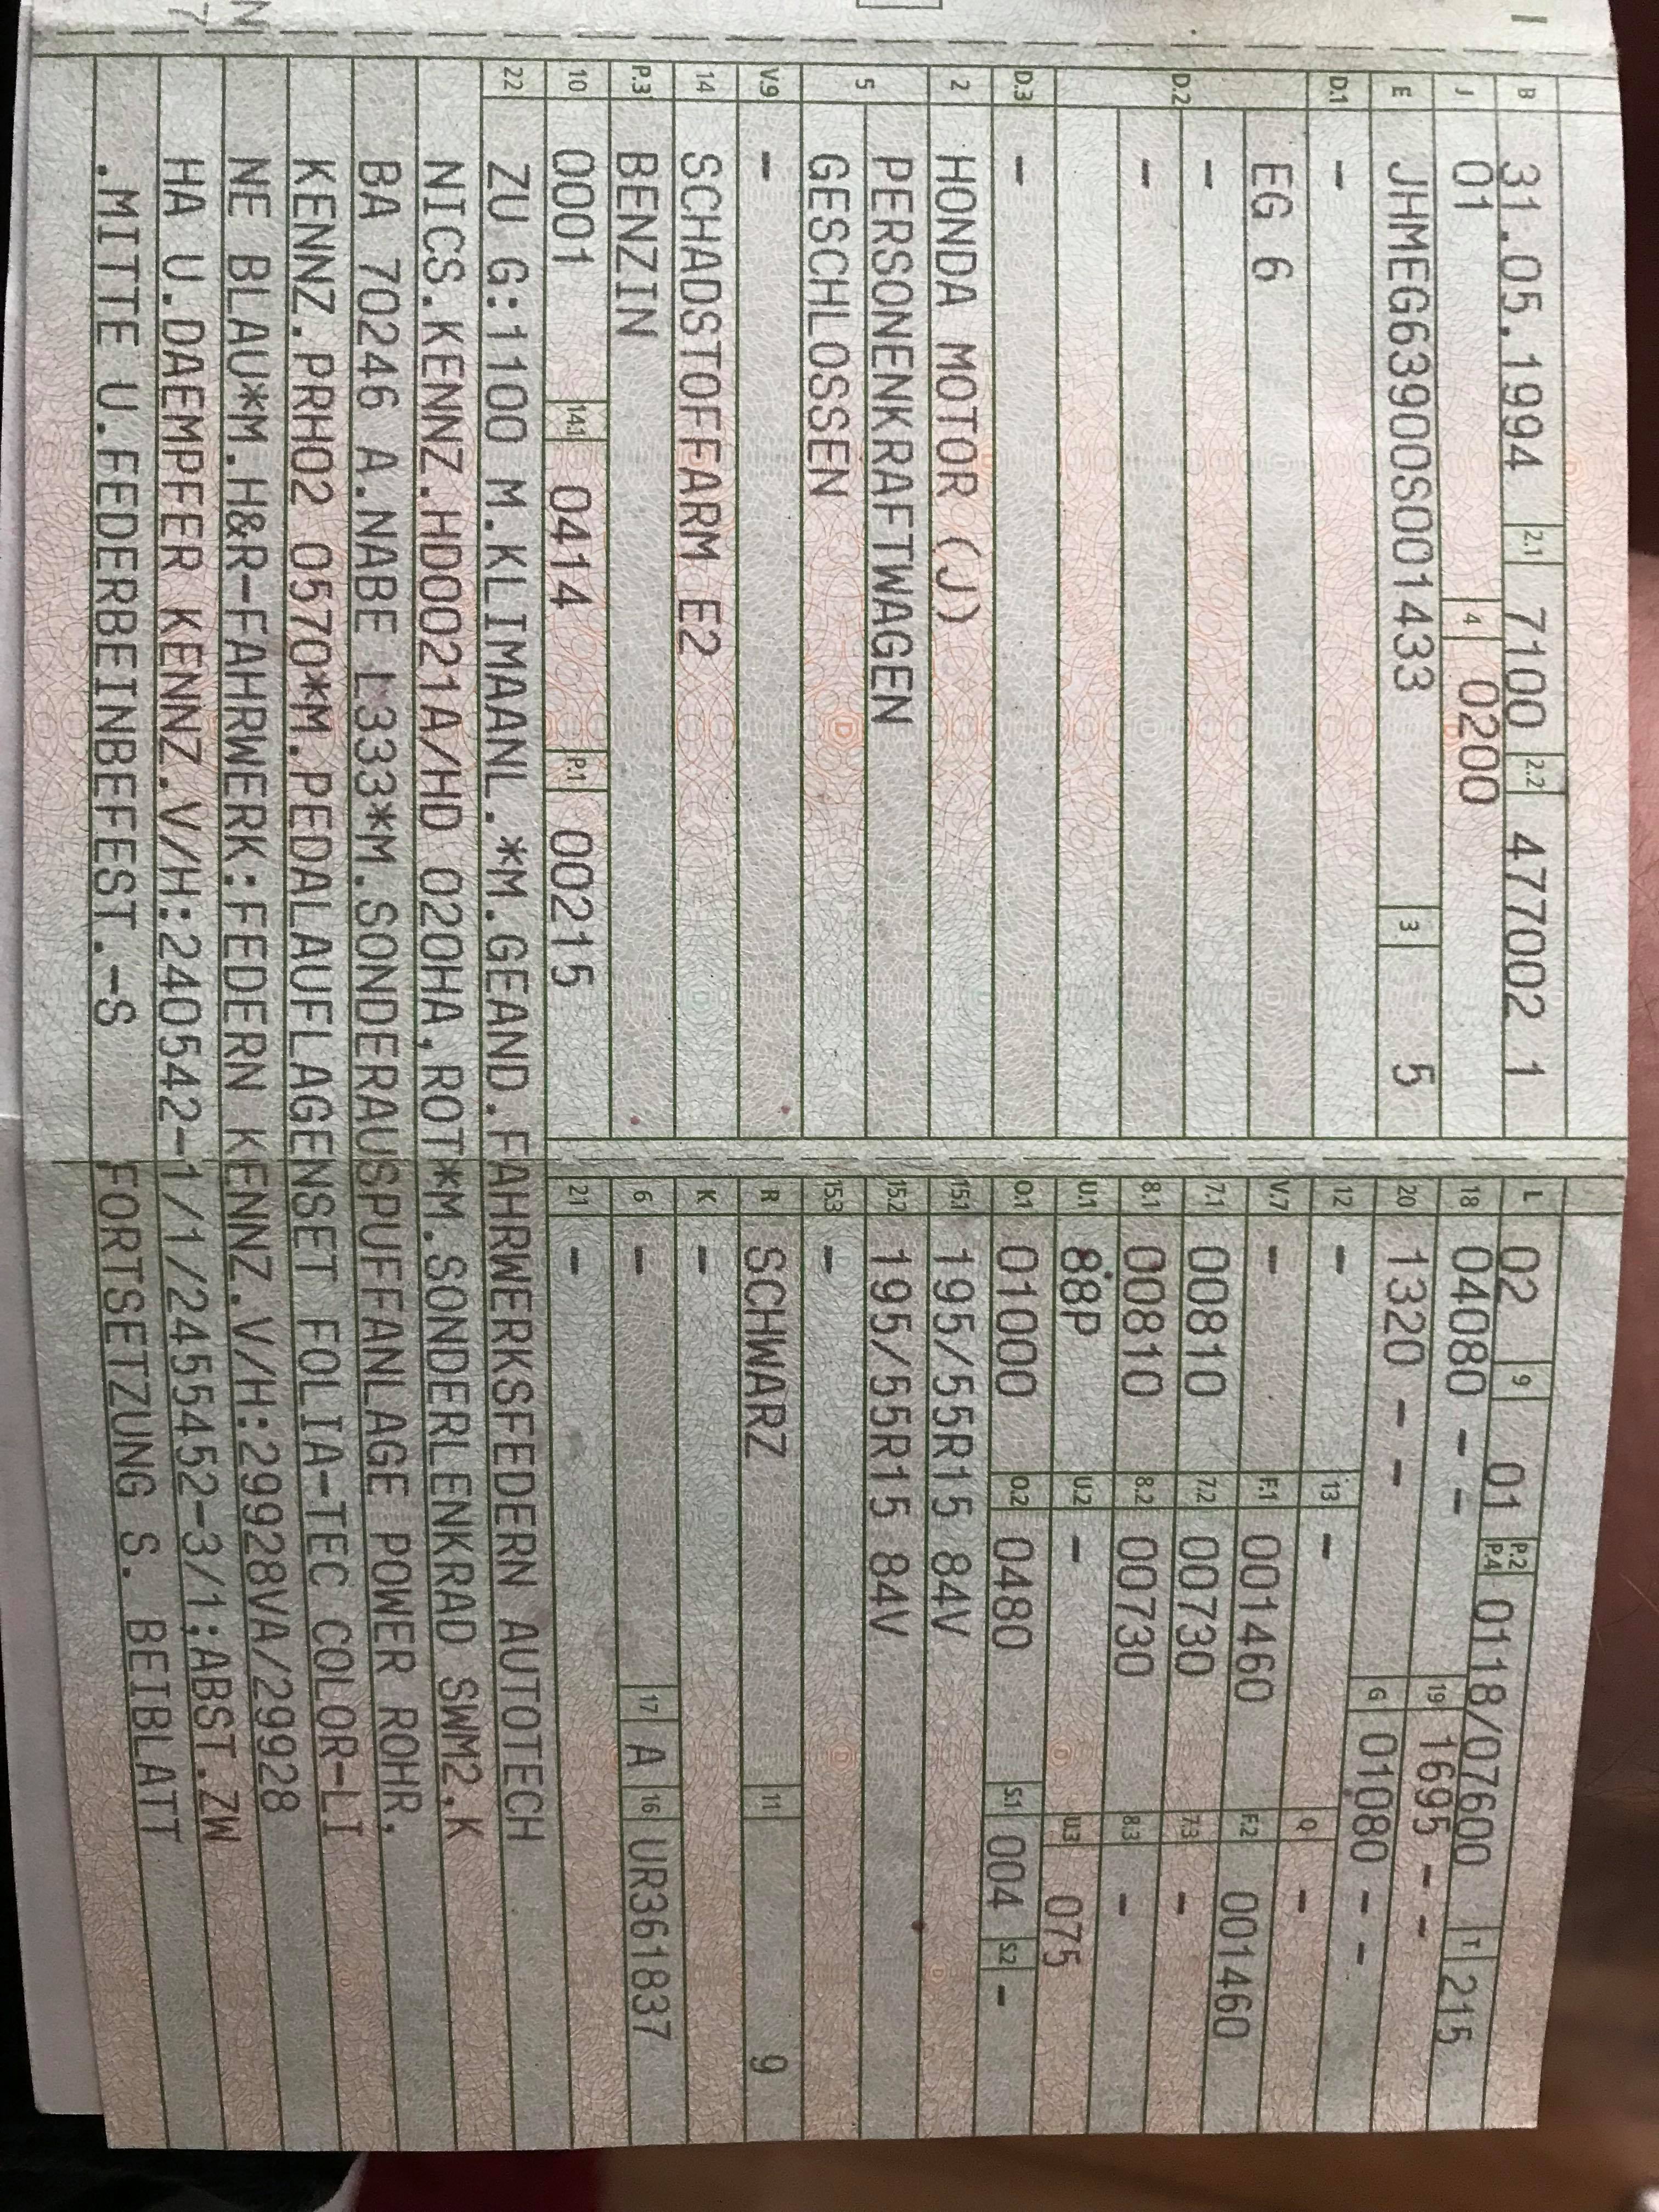 B 31.05.1994 2.1 7100 2.2 477002 1
J 01 4 0200
E JHMEG63900S001433 3 5
D.1 -
D.2 EG 6
-
-
D.3 -
2 HONDA MOTOR (J)
5 PERSONENKRAFTWAGEN
GESCHLOSSEN
V.9 -
14 SCHADSTOFFARM E2
P.3 BENZIN
10 0001 14.1 0414 P.1 00215
L 02 9 01 P.2 P.4 0118/07600 T 215
18 04080 - - 19 1695 - -
20 1320 - - G 01080 - -
12 - 13 - Q -
V.7 - F.1 001460 F.2 001460
7.1 00810 7.2 00730 7.3 -
8.1 00810 8.2 00730 8.3 -
U.1 88P U.2 - U.3 075
O.1 01000 O.2 0480 S.1 004 S.2 -
15.1 195/55R15 84V
15.2 195/55R15 84V
15.3 -
R SCHWARZ 11 9
K -
6 - 17 A 16 UR361837
21 -
22 ZU G:1100 M.KLIMAANL.*M.GEAND.FAHRWERKSFEDERN AUTOTECH
NICS.KENNZ.HD0021A/HD 020HA,ROT*M.SONDERLENKRAD SWM2,K
BA 70246 A.NABE L333*M.SONDERAUSPUFFANLAGE POWER ROHR,
KENNZ.PRH02 0570*M.PEDALAUFLAGENSET FOLIA-TEC COLOR-LI
NE BLAU*M.H&R-FAHRWERK:FEDERN KENNZ.V/H:29928VA/29928
HA U.DAEMPFER KENNZ.V/H:240542-1/1/2455452-3/1;ABST.ZW
.MITTE U.FEDERBEINBEFEST.-S FORTSETZUNG S. BEIBLATT